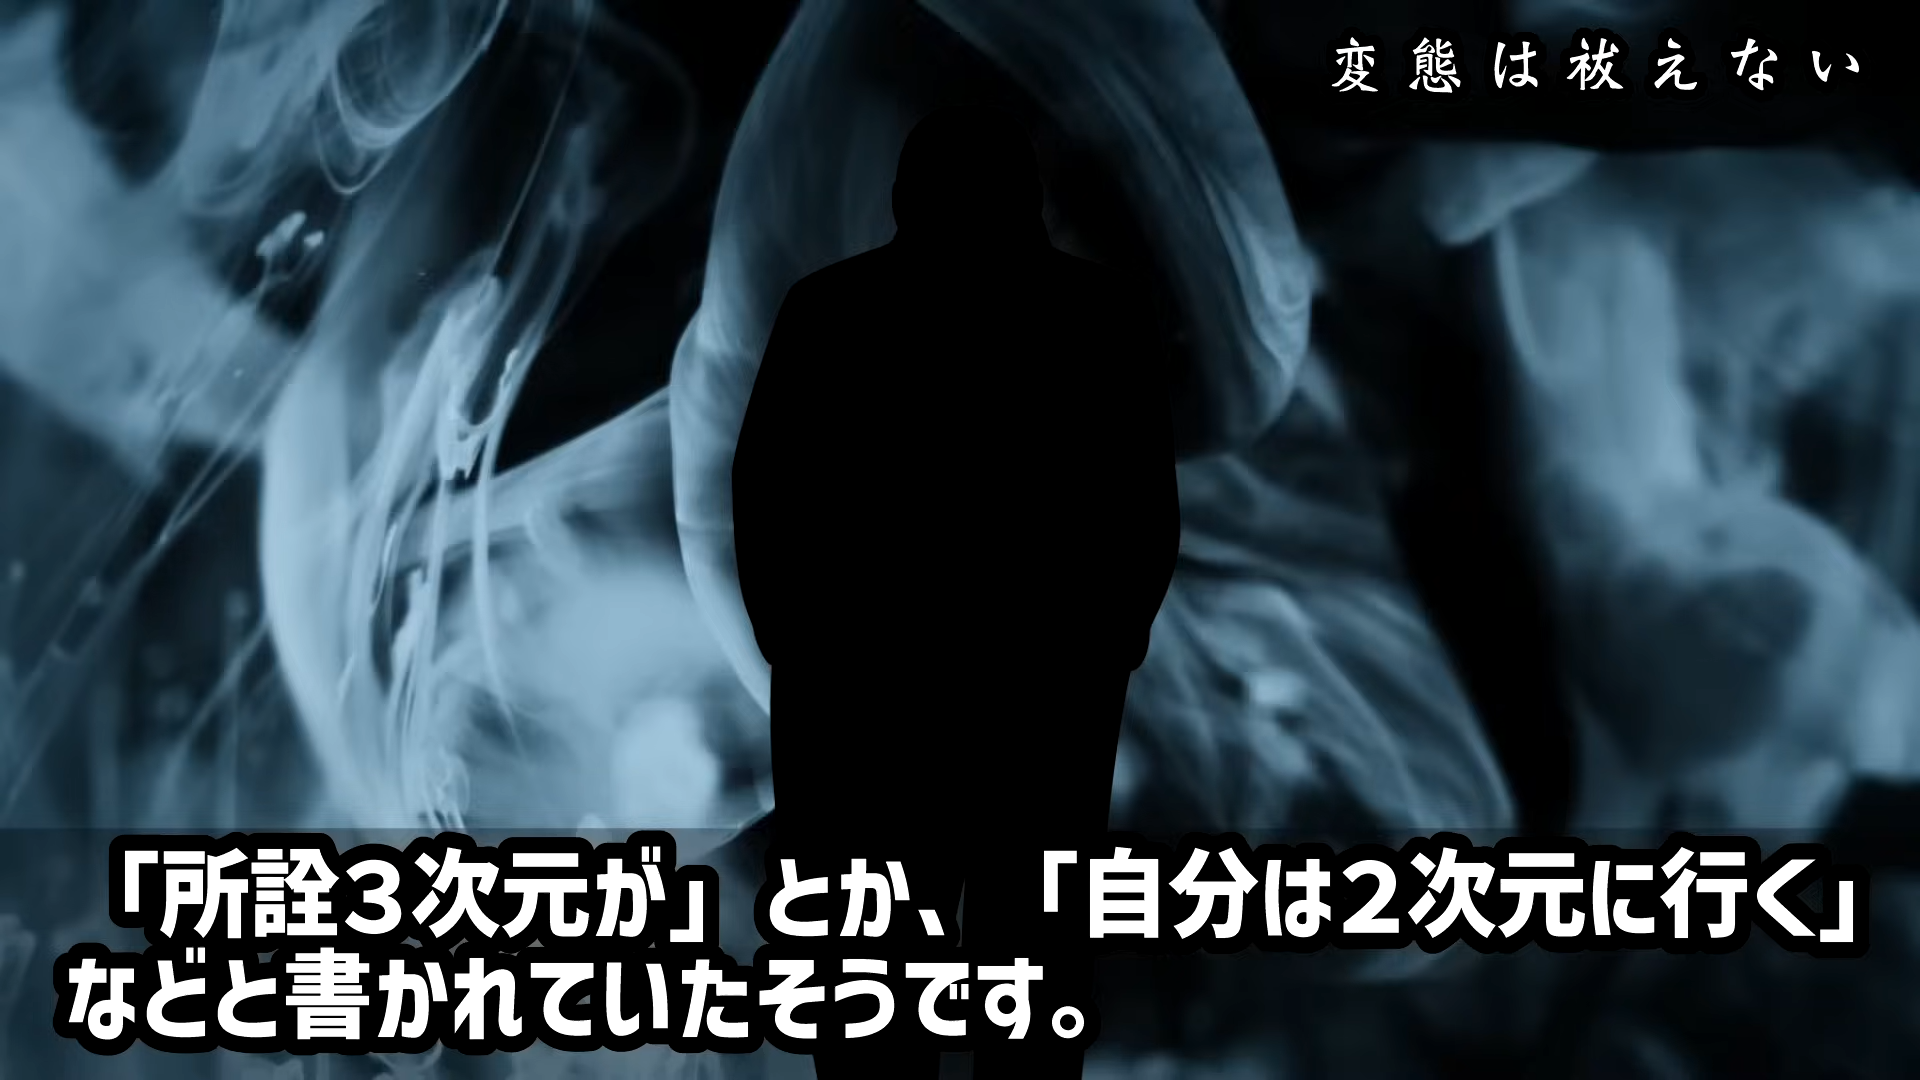 変態は祓えない
「所詮３次元が」とか、「自分は２次元に行く」
などと書かれていたそうです。